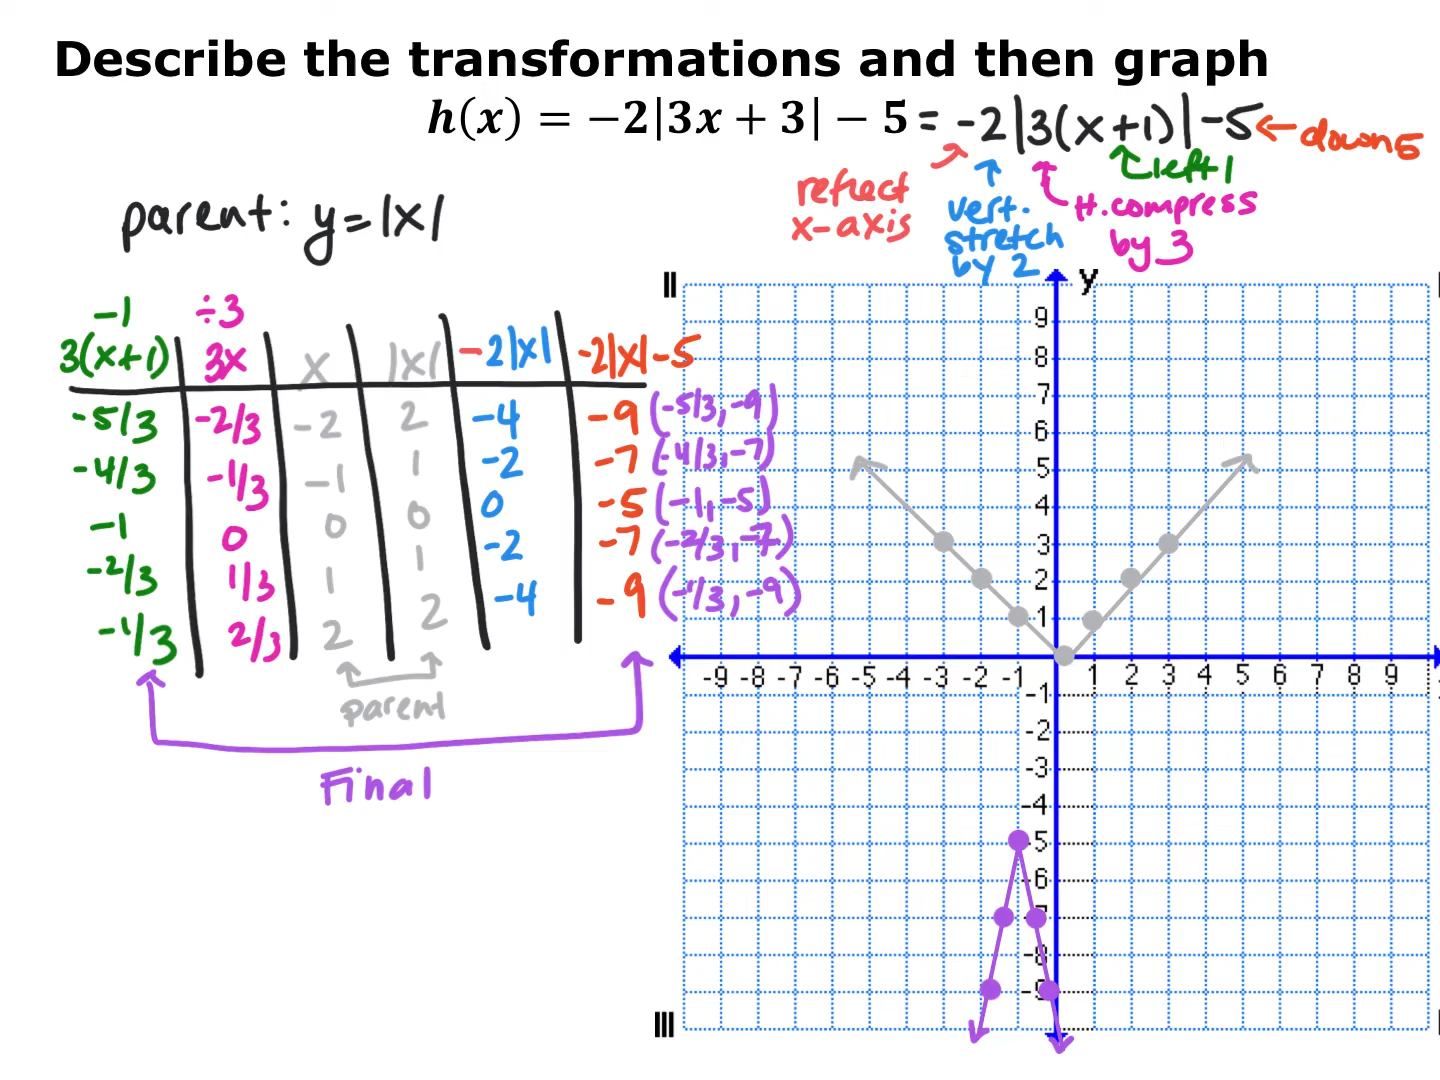 Describe the transformations and then graph
h(x) = −2|3x + 3| − 5 = -2|3(x+1)|-5 ← down 5
reflect x-axis
vert. stretch by 2
H. compress by 3
left 1
parent: y=|x|
-1 ÷3
3(x+1) 3x x |x| -2|x| -2|x|-5
-5/3 -2/3 -2 2 -4 -9 (-5/3, -9)
-4/3 -1/3 -1 1 -2 -7 (-4/3, -7)
-1 0 0 0 0 -5 (-1, -5)
-2/3 1/3 1 1 -2 -7 (-2/3, -7)
-1/3 2/3 2 2 -4 -9 (-1/3, -9)
parent
Final
II
y
9
8
7
6
5
4
3
2
1
-9 -8 -7 -6 -5 -4 -3 -2 -1 1 2 3 4 5 6 7 8 9
-1
-2
-3
-4
-5
-6
-7
-8
-9
III